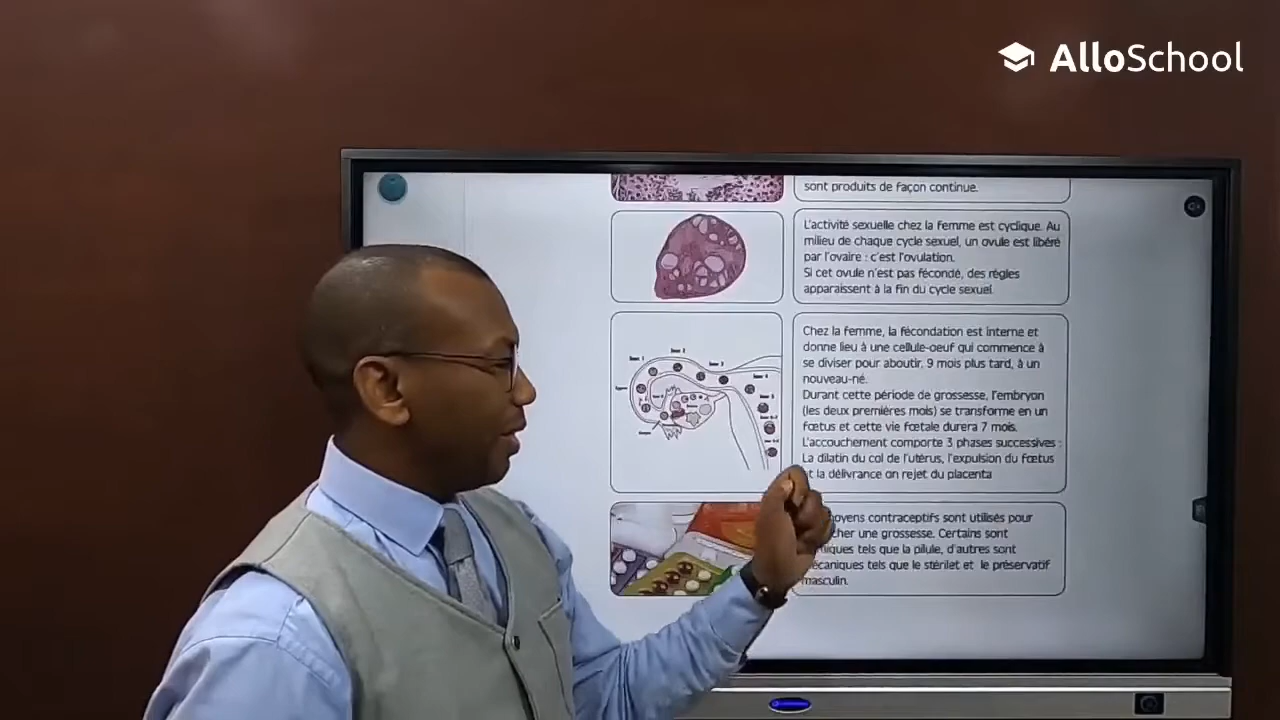 AlloSchool
sont produits de façon continue.
L'activité sexuelle chez la femme est cyclique. Au
milieu de chaque cycle sexuel, un ovule est libéré
par l'ovaire : c'est l'ovulation.
Si cet ovule n'est pas fécondé, des règles
apparaissent à la fin du cycle sexuel.
Chez la femme, la fécondation est interne et
donne lieu à une cellule-oeuf qui commence à
se diviser pour aboutir, 9 mois plus tard, à un
nouveau-né.
Durant cette période de grossesse, l'embryon
(les deux premières mois) se transforme en un
fœtus et cette vie fœtale durera 7 mois.
L'accouchement comporte 3 phases successives :
La dilatin du col de l'utérus, l'expulsion du fœtus
la délivrance on rejet du placenta
contraceptifs sont utilisés pour
une grossesse. Certains sont
tels que la pilule, d'autres sont
tels que le stérilet et le préservatif
masculin.